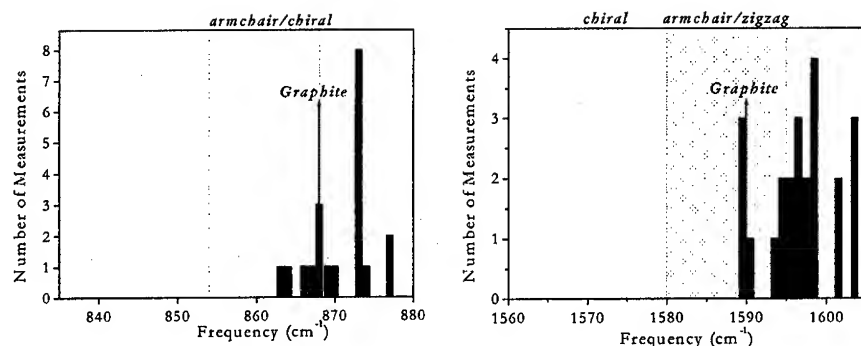 armchair/chiral
Graphite
Number of Measurements
8
7
6
5
4
3
2
1
0
840 850 860 870 880
Frequency (cm⁻¹)
chiral armchair/zigzag
Graphite
Number of Measurements
4
3
2
1
0
1560 1570 1580 1590 1600
Frequency (cm⁻¹)